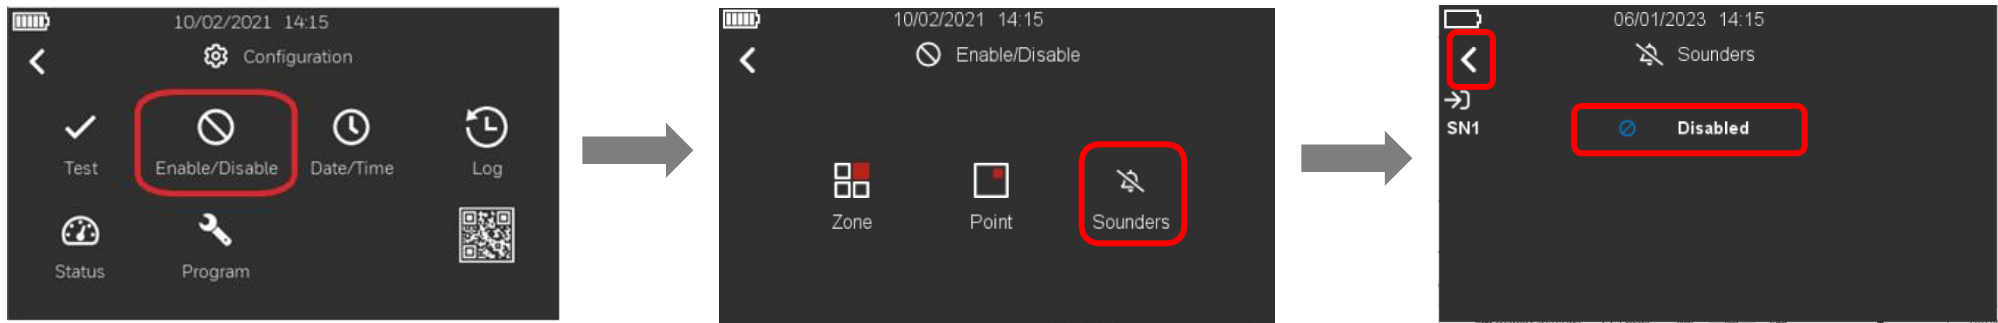 10/02/2021 14:15
Configuration
Test
Enable/Disable
Date/Time
Log
Status
Program
10/02/2021 14:15
Enable/Disable
Zone
Point
Sounders
06/01/2023 14:15
Sounders
SN1
Disabled